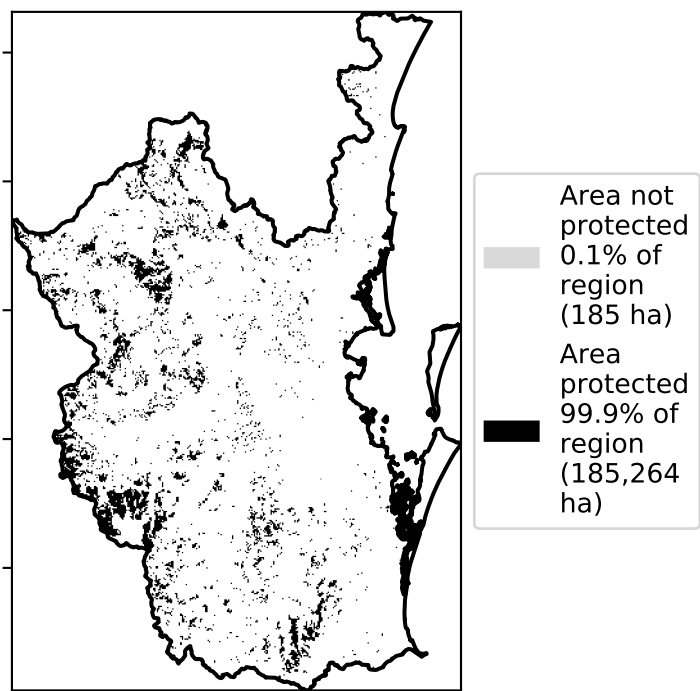 Area not
protected
0.1% of
region
(185 ha)
Area
protected
99.9% of
region
(185,264
ha)